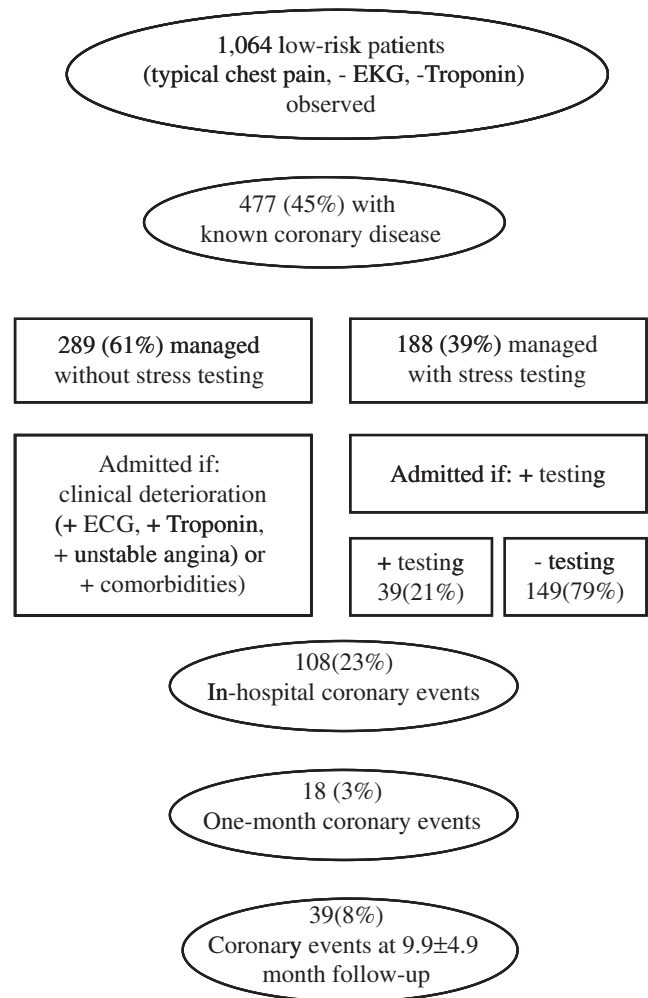 1,064 low-risk patients
(typical chest pain, - EKG, -Troponin)
observed
477 (45%) with
known coronary disease
289 (61%) managed
without stress testing
188 (39%) managed
with stress testing
Admitted if:
clinical deterioration
(+ ECG, + Troponin,
+ unstable angina) or
+ comorbidities)
Admitted if: + testing
+ testing
39(21%)
- testing
149(79%)
108(23%)
In-hospital coronary events
18 (3%)
One-month coronary events
39(8%)
Coronary events at 9.9±4.9
month follow-up